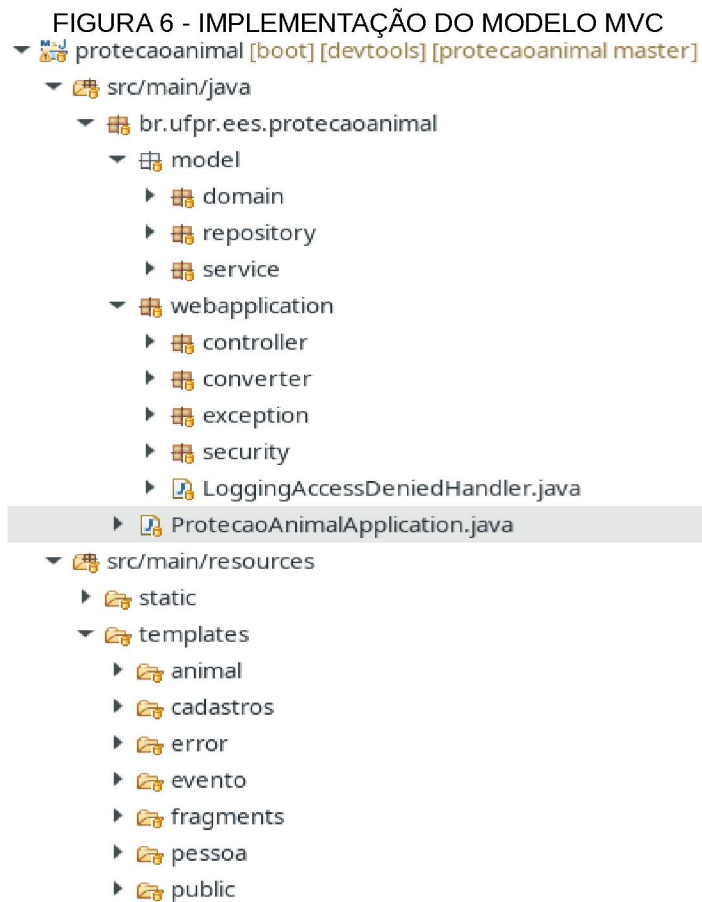 FIGURA 6 - IMPLEMENTAÇÃO DO MODELO MVC
protecaoanimal [boot] [devtools] [protecaoanimal master]
src/main/java
br.ufpr.ees.protecaoanimal
model
domain
repository
service
webapplication
controller
converter
exception
security
LoggingAccessDeniedHandler.java
ProtecaoAnimalApplication.java
src/main/resources
static
templates
animal
cadastros
error
evento
fragments
pessoa
public